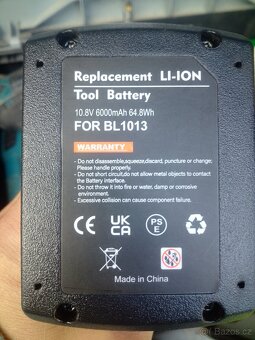 Replacement LI-ION
Tool Battery
10.8V 6000mAh 64.8Wh
FOR BL1013
WARRANTY
- Do not disassemble,squeeze,discard,puncture or change;
Please handle properly.
- Do not short circuit,do not allow metal objects to contact
the Battery interface.
- Do not throw it into fire or water, damp or corrosive
environment.
- Excessive collision can cause component damage.
CE
UK
CA
PS
E
Made in China
Bazos.cz